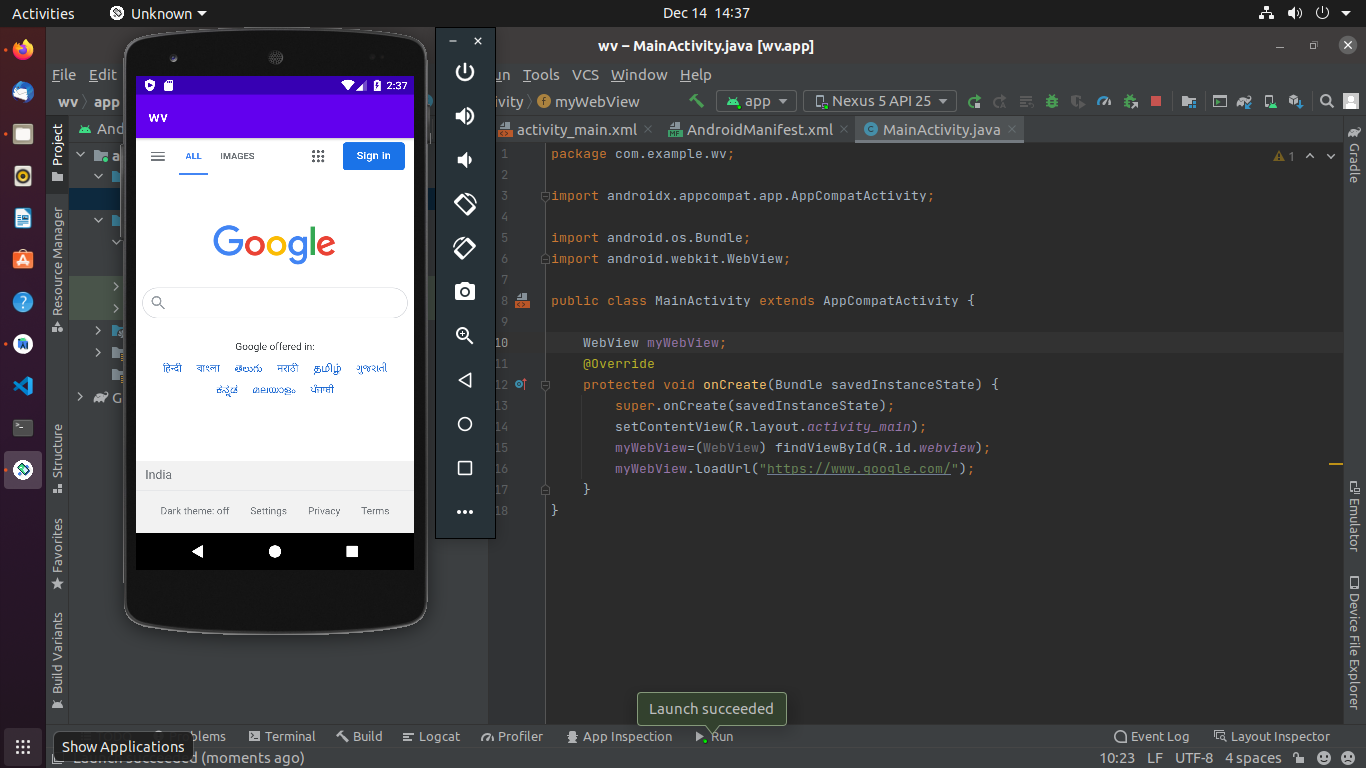 Activities
Unknown
Dec 14 14:37
wv – MainActivity.java [wv.app]
File Edit
Tools VCS Window Help
wv
app
myWebView
app
Nexus 5 API 25
activity_main.xml
AndroidManifest.xml
MainActivity.java
Project
Resource Manager
Structure
Favorites
Build Variants
Gradle
Emulator
Device File Explorer
2:37
wv
ALL
IMAGES
Sign in
Google
Google offered in:
हिन्दी বাংলা తెలుగు मराठी தமிழ் ગુજરાતી
ಕನ್ನಡ മലയാളം ਪੰਜਾਬੀ
India
Dark theme: off Settings Privacy Terms
1
1 package com.example.wv;
2
3 import androidx.appcompat.app.AppCompatActivity;
4
5 import android.os.Bundle;
6 import android.webkit.WebView;
7
8 public class MainActivity extends AppCompatActivity {
9
10 WebView myWebView;
11 @Override
12 protected void onCreate(Bundle savedInstanceState) {
13 super.onCreate(savedInstanceState);
14 setContentView(R.layout.activity_main);
15 myWebView=(WebView) findViewById(R.id.webview);
16 myWebView.loadUrl("https://www.google.com/");
17 }
18 }
Launch succeeded
Terminal
Build
Logcat
Profiler
App Inspection
Run
Event Log
Layout Inspector
Show Applications
(moments ago)
10:23 LF UTF-8 4 spaces